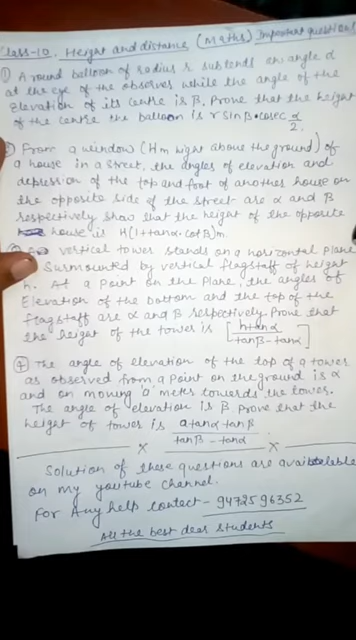 Class-10. Height and distance (Maths) Important questions
① A round balloon of radius r subtends an angle α
at the eye of the observes while the angle of the
elevation of its centre is β. Prove that the height
of the centre the balloon is r sinβ·cosec α/2.
From a window (Hm hight above the ground) of
a house in a street, the angles of elevation and
depression of the top and foot of another house on
the opposite side of the street are α and β
respectively show that the height of the opposite
house is H(1+tanα·cotβ)m.
vertical tower stands on a horizontal plane
Surmounted by vertical flagstaff of height
h. At a Point on the Plane, the angles of
Elevation of the bottom and the top of the
flagstaff are α and β respectively Prove that
the height of the tower is [h tanα / tanβ - tanα]
④ The angle of elevation of the top of a tower
as observed from a Point on the ground is α
and on moving 'a' meter towards the tower.
The angle of elevation is β. prove that the
height of tower is a tanα tanβ / tanβ - tanα
Solution of these questions are
on my youtube channel.
For Any help contact - 9472596352
All the best dear students